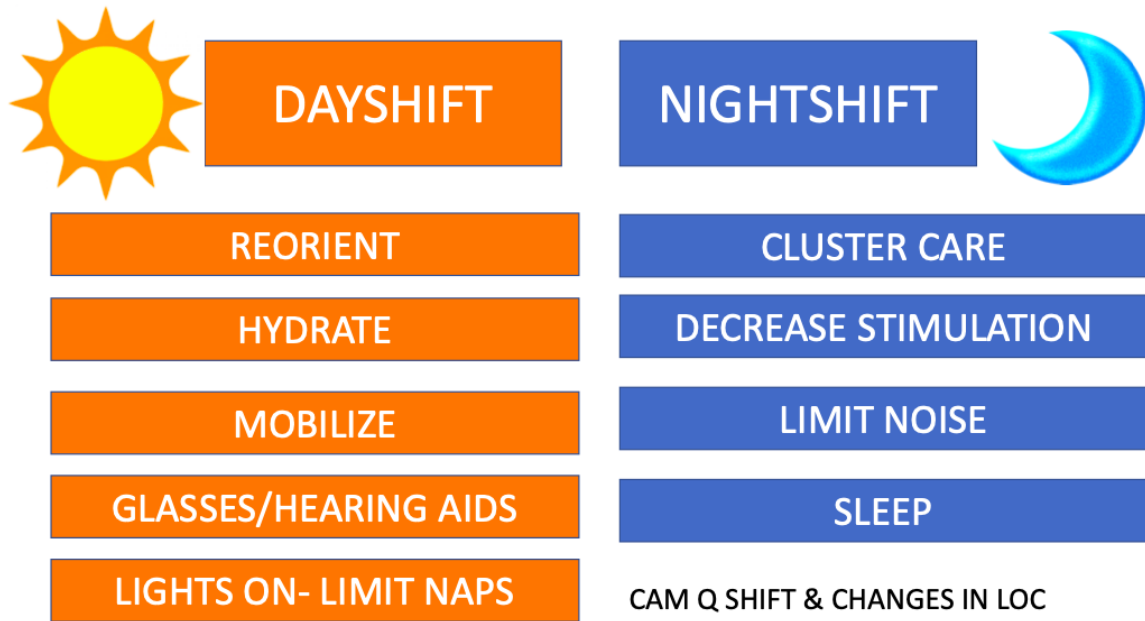 DAYSHIFT
REORIENT
HYDRATE
MOBILIZE
GLASSES/HEARING AIDS
LIGHTS ON- LIMIT NAPS
NIGHTSHIFT
CLUSTER CARE
DECREASE STIMULATION
LIMIT NOISE
SLEEP
CAM Q SHIFT & CHANGES IN LOC